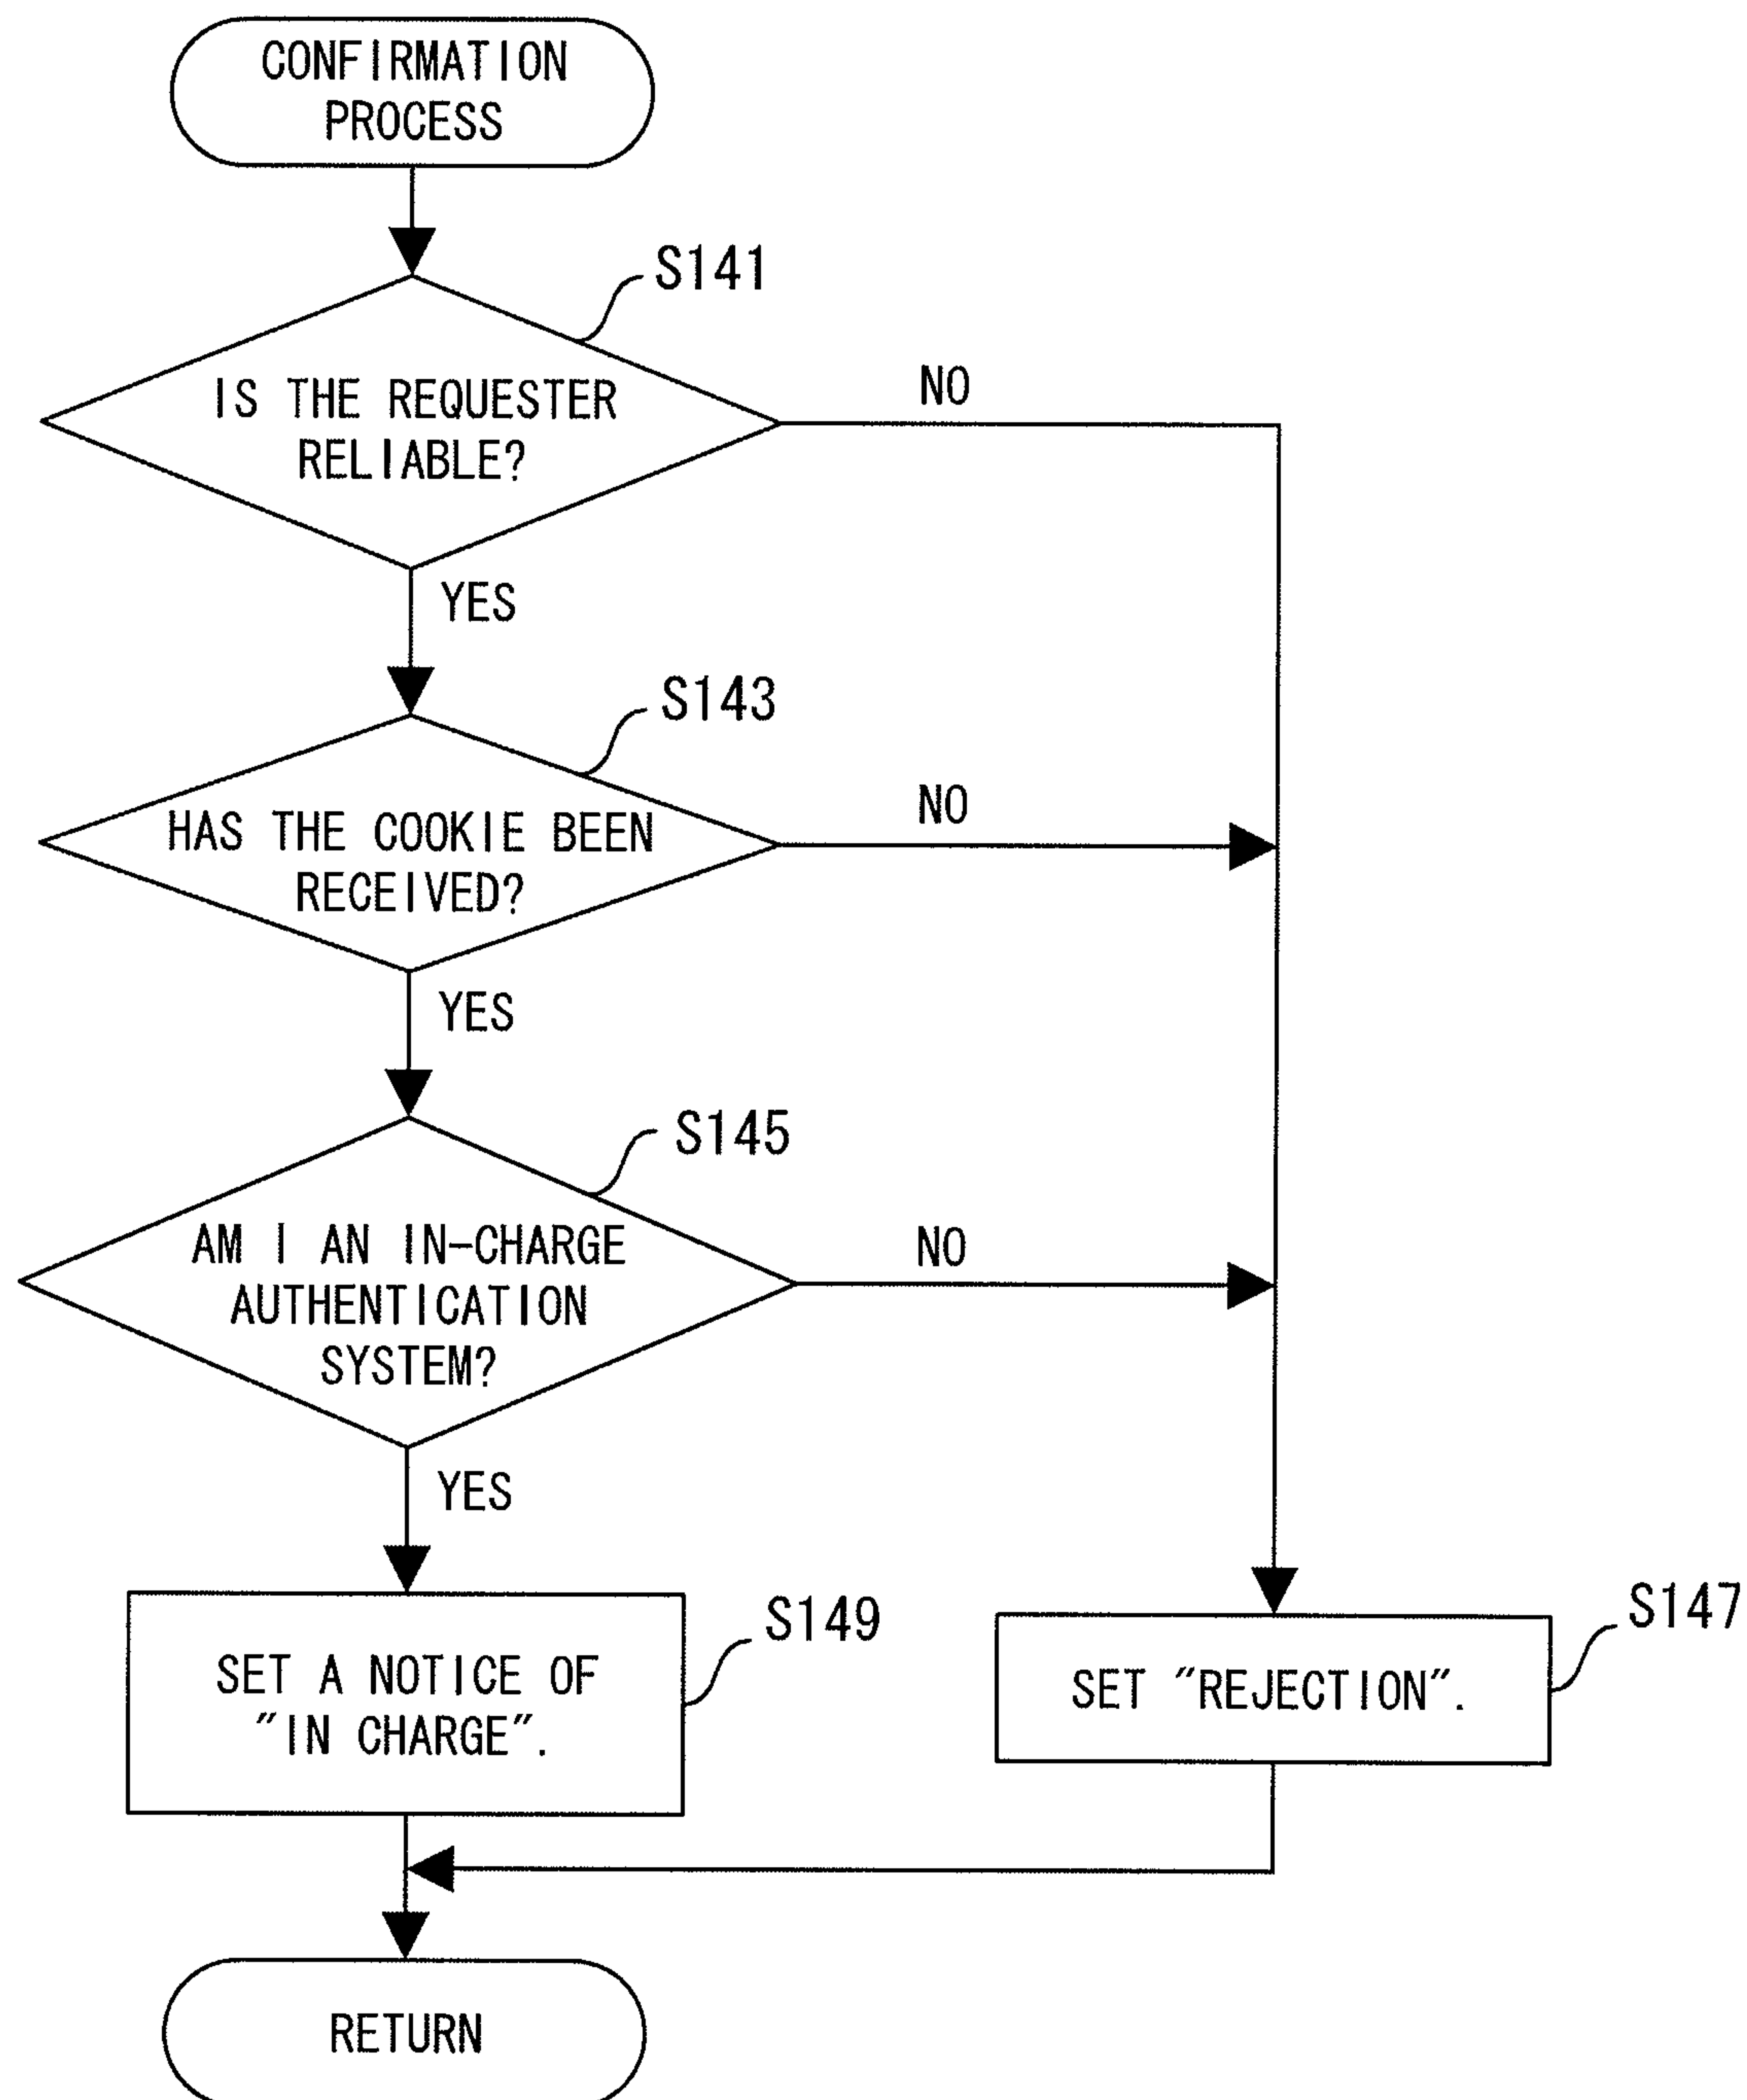 CONFIRMATION
PROCESS
S141
IS THE REQUESTER
RELIABLE?
NO
YES
S143
HAS THE COOKIE BEEN
RECEIVED?
NO
YES
S145
AM I AN IN-CHARGE
AUTHENTICATION
SYSTEM?
NO
YES
S149
SET A NOTICE OF
"IN CHARGE".
S147
SET "REJECTION".
RETURN